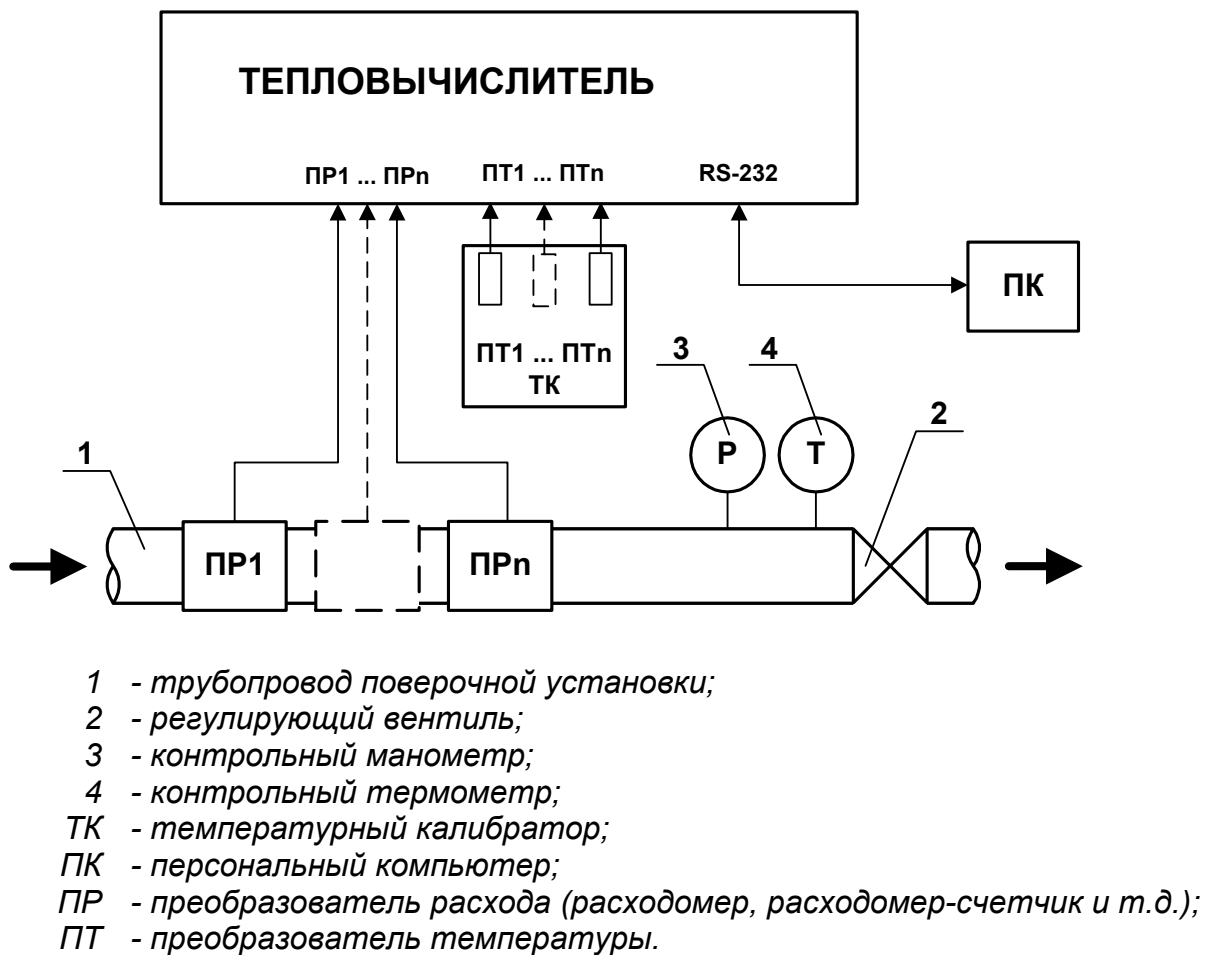 ТЕПЛОВЫЧИСЛИТЕЛЬ
ПР1 ... ПРn ПТ1 ... ПТn RS-232
ПК
ПТ1 ... ПТn
ТК
3 4
2
1
P T
ПР1 ПРn
1 - трубопровод поверочной установки;
2 - регулирующий вентиль;
3 - контрольный манометр;
4 - контрольный термометр;
ТК - температурный калибратор;
ПК - персональный компьютер;
ПР - преобразователь расхода (расходомер, расходомер-счетчик и т.д.);
ПТ - преобразователь температуры.